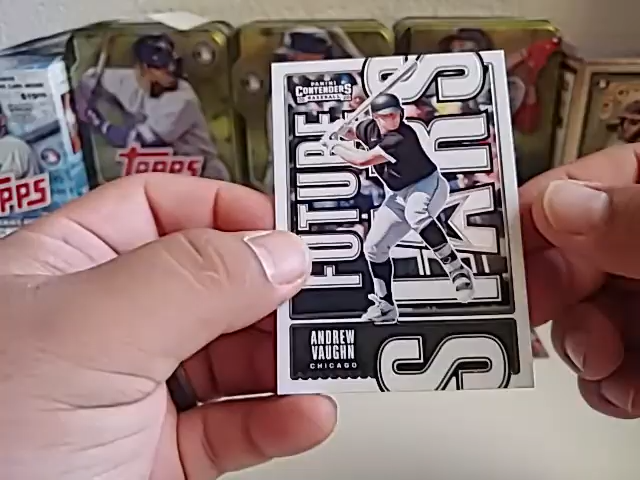 PANINI
CONTENDERS
BASEBALL
FUTURE
STARS
ANDREW
VAUGHN
CHICAGO
TOPPS
TOPPS